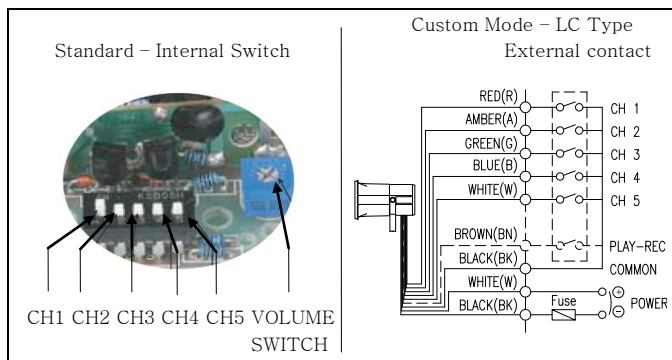 Standard – Internal Switch
KSD05H
CH1 CH2 CH3 CH4 CH5 VOLUME
SWITCH
Custom Mode – LC Type
External contact
RED(R)
CH 1
AMBER(A)
CH 2
GREEN(G)
CH 3
BLUE(B)
CH 4
WHITE(W)
CH 5
BROWN(BN)
PLAY-REC
BLACK(BK)
COMMON
WHITE(W)
POWER
BLACK(BK)
Fuse